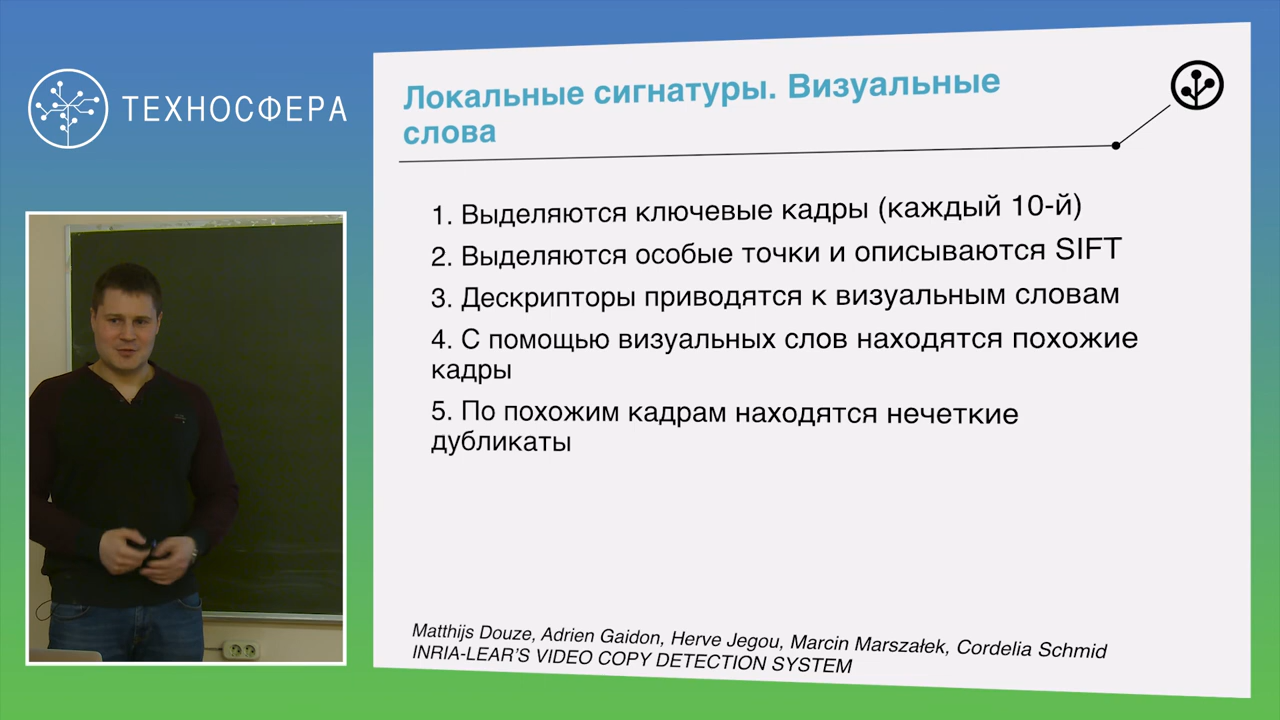 ТЕХНОСФЕРА
Локальные сигнатуры. Визуальные
слова
1. Выделяются ключевые кадры (каждый 10-й)
2. Выделяются особые точки и описываются SIFT
3. Дескрипторы приводятся к визуальным словам
4. С помощью визуальных слов находятся похожие
кадры
5. По похожим кадрам находятся нечеткие
дубликаты
Matthijs Douze, Adrien Gaidon, Herve Jegou, Marcin Marszałek, Cordelia Schmid
INRIA-LEAR’S VIDEO COPY DETECTION SYSTEM